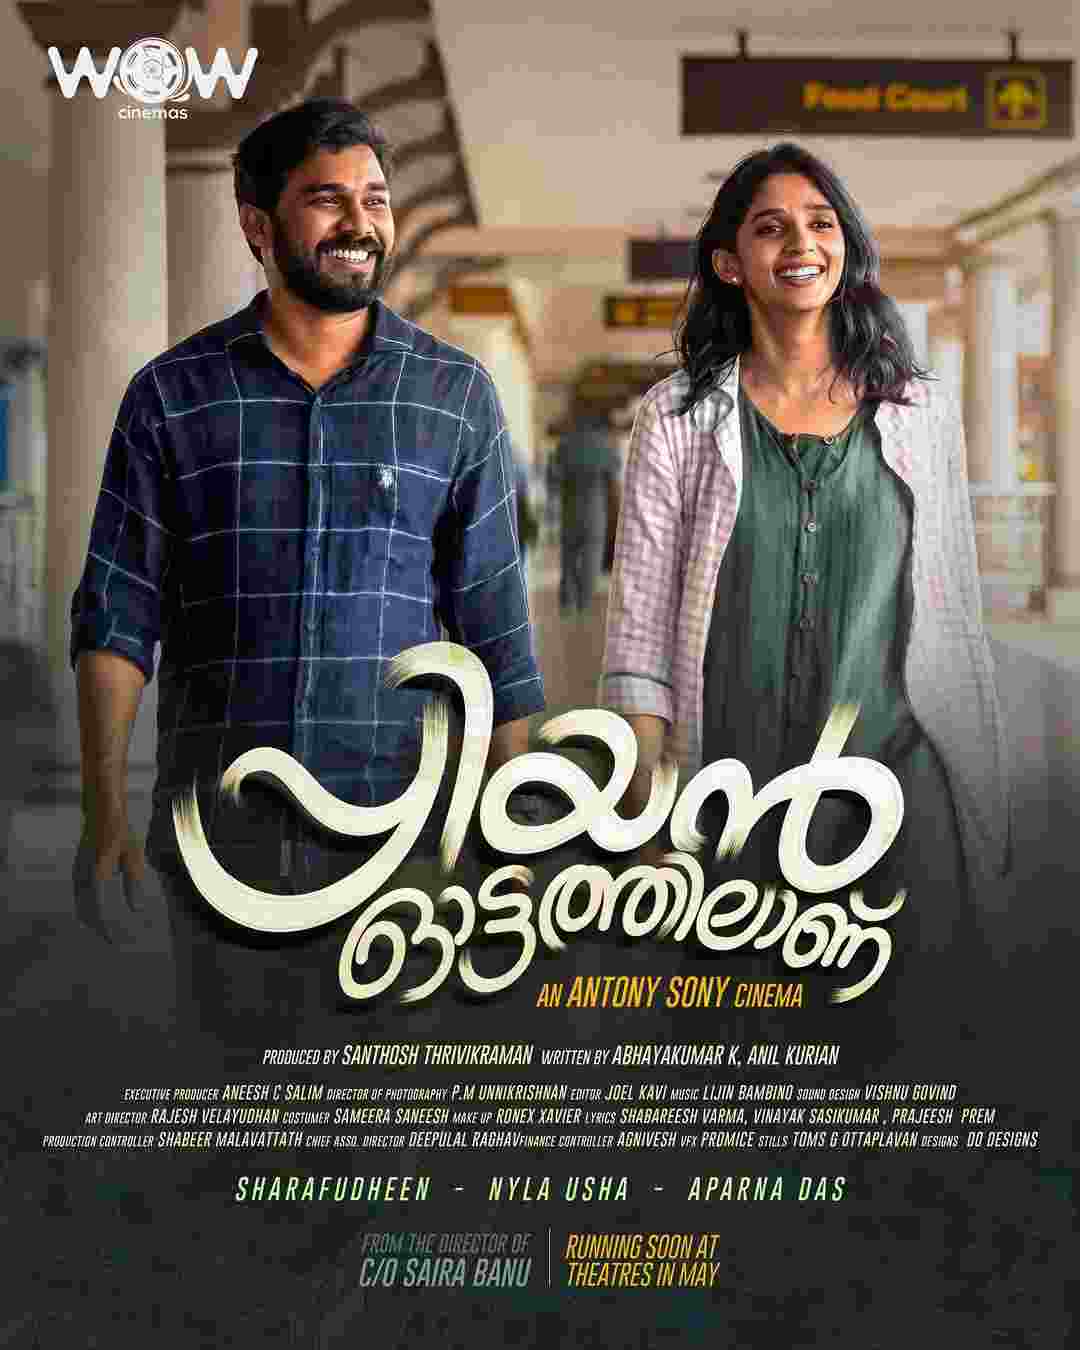 WOW
cinemas
Food Court
പ്രിയൻ
ഓട്ടത്തിലാണ്
AN ANTONY SONY CINEMA
PRODUCED BY SANTHOSH THRIVIKRAMAN WRITTEN BY ABHAYAKUMAR K, ANIL KURIAN
EXECUTIVE PRODUCER ANEESH C SALIM DIRECTOR OF PHOTOGRAPHY P.M UNNIKRISHNAN EDITOR JOEL KAVI MUSIC LIJIN BAMBINO SOUND DESIGN VISHNU GOVIND
ART DIRECTOR RAJESH VELAYUDHAN COSTUMER SAMEERA SANEESH MAKE UP RONEX XAVIER LYRICS SHABAREESH VARMA, VINAYAK SASIKUMAR , PRAJEESH PREM
PRODUCTION CONTROLLER SHABEER MALAVATTATH CHIEF ASSO. DIRECTOR DEEPULAL RAGHAV FINANCE CONTROLLER AGNIVESH VFX PROMICE STILLS TOMS G OTTAPLAVAN DESIGNS DO DESIGNS
SHARAFUDHEEN - NYLA USHA - APARNA DAS
FROM THE DIRECTOR OF
C/O SAIRA BANU
RUNNING SOON AT
THEATRES IN MAY